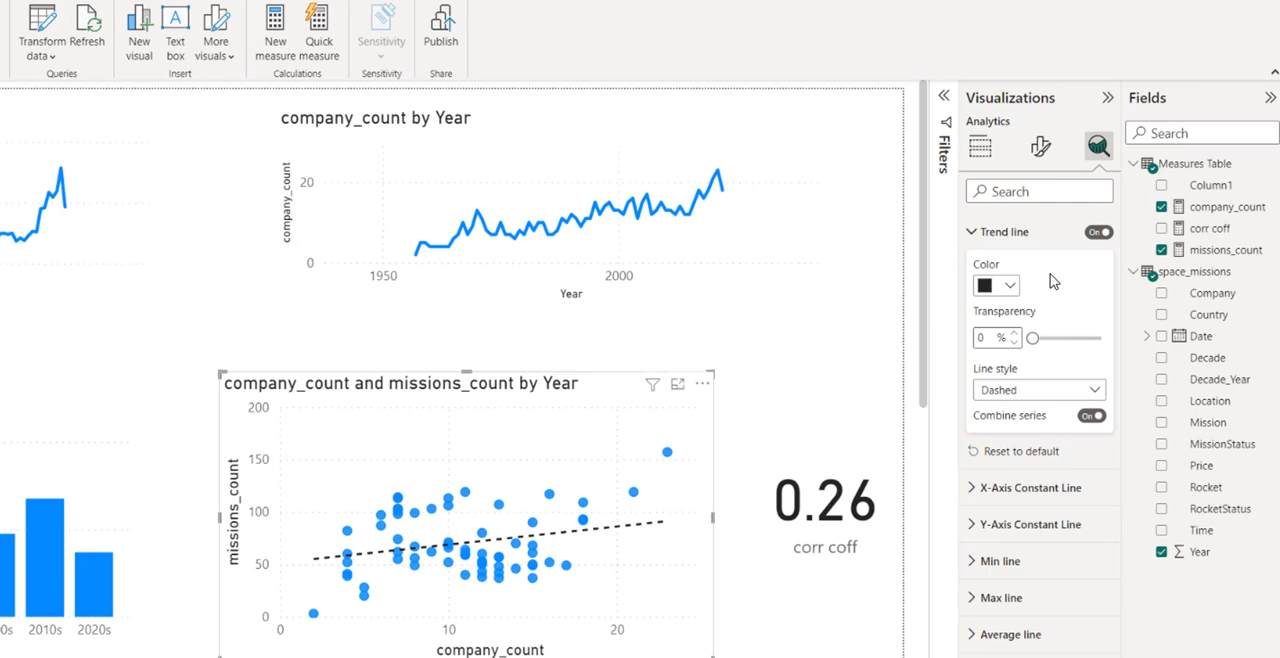 Transform data
Refresh
New visual
Text box
More visuals
New measure
Quick measure
Sensitivity
Publish
Queries
Insert
Calculations
Sensitivity
Share
company_count by Year
company_count
20
0
1950
2000
Year
company_count and missions_count by Year
missions_count
200
150
100
50
0
0
10
20
company_count
0.26
corr coff
0s
2010s
2020s
Filters
Visualizations
Analytics
Search
Trend line
On
Color
Transparency
0 %
Line style
Dashed
Combine series
On
Reset to default
X-Axis Constant Line
Y-Axis Constant Line
Min line
Max line
Average line
Fields
Search
Measures Table
Column1
company_count
corr coff
missions_count
space_missions
Company
Country
Date
Decade
Decade_Year
Location
Mission
MissionStatus
Price
Rocket
RocketStatus
Time
Year